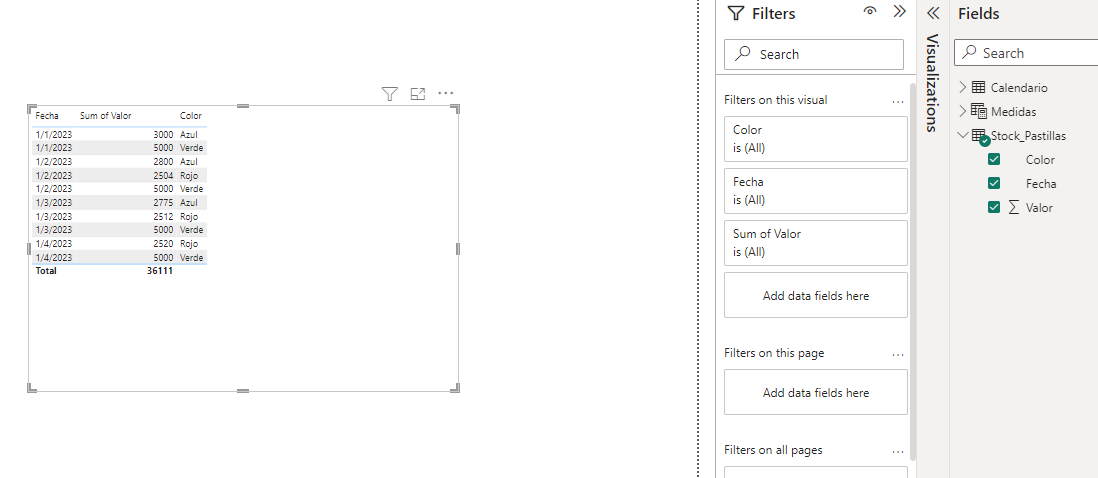 Filters
Fields
Search
Search
Visualizations
Filters on this visual ...
Color
is (All)
Fecha
is (All)
Sum of Valor
is (All)
Add data fields here
Filters on this page ...
Add data fields here
Filters on all pages ...
Calendario
Medidas
Stock_Pastillas
Color
Fecha
Σ Valor
Fecha Sum of Valor Color
1/1/2023 3000 Azul
1/1/2023 5000 Verde
1/2/2023 2800 Azul
1/2/2023 2504 Rojo
1/2/2023 5000 Verde
1/3/2023 2775 Azul
1/3/2023 2512 Rojo
1/3/2023 5000 Verde
1/4/2023 2520 Rojo
1/4/2023 5000 Verde
Total 36111